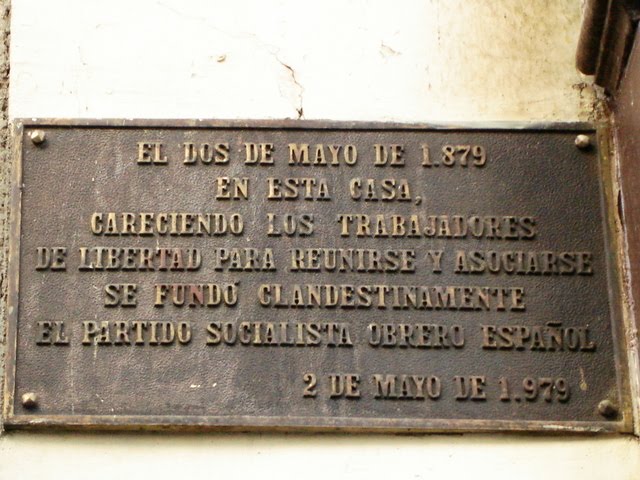 EL DOS DE MAYO DE 1.879
EN ESTA CASA,
CARECIENDO LOS TRABAJADORES
DE LIBERTAD PARA REUNIRSE Y ASOCIARSE
SE FUNDÓ CLANDESTINAMENTE
EL PARTIDO SOCIALISTA OBRERO ESPAÑOL
2 DE MAYO DE 1.979